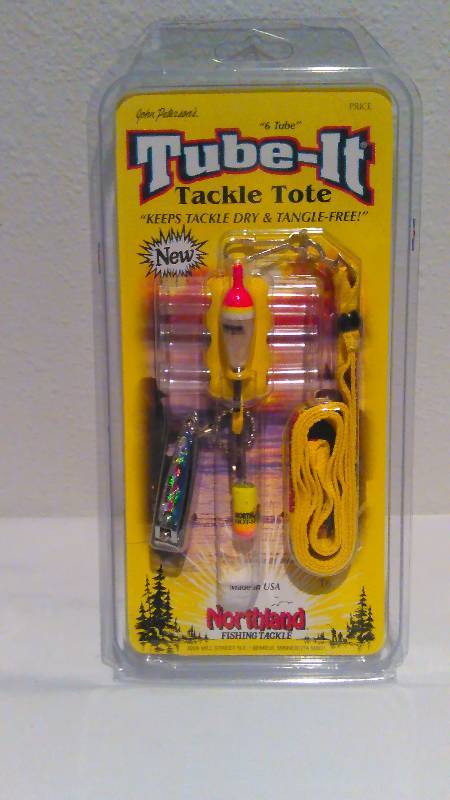 John Peterson's
PRICE
"6 Tube"
Tube-It
Tackle Tote
"KEEPS TACKLE DRY & TANGLE-FREE!"
New
Made in USA
Northland
FISHING TACKLE